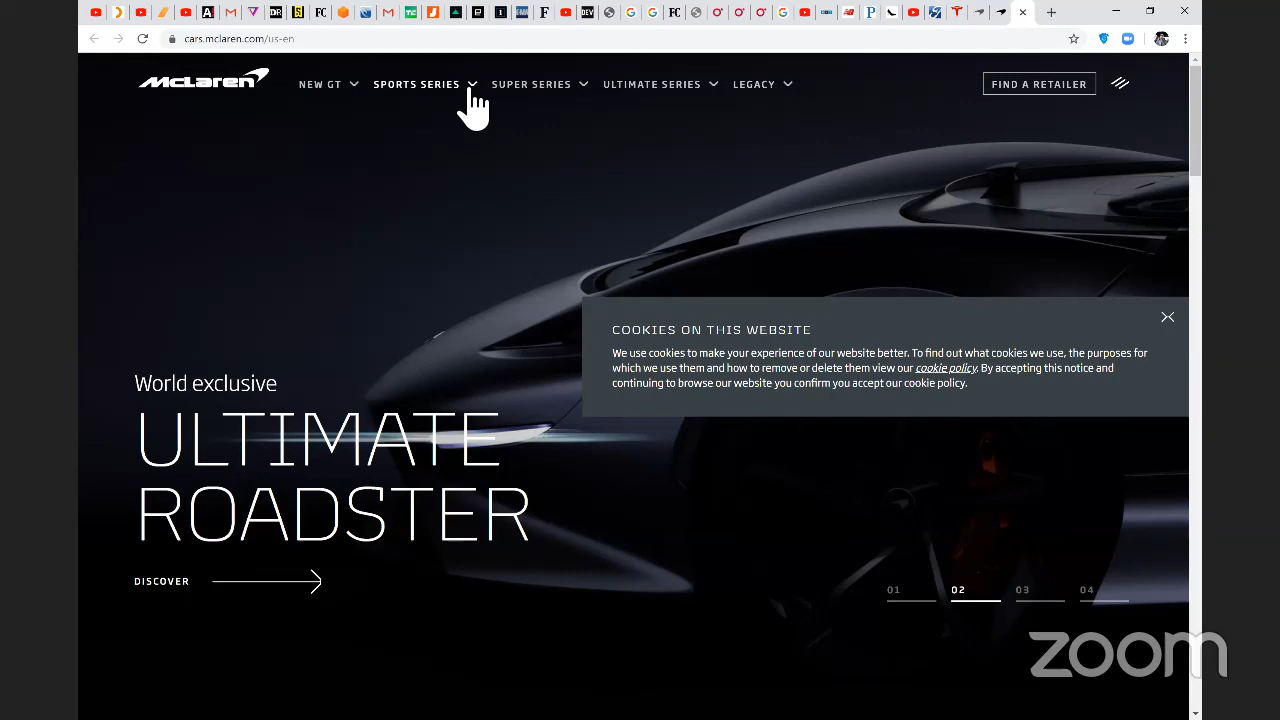 cars.mclaren.com/us-en
McLaren
NEW GT
SPORTS SERIES
SUPER SERIES
ULTIMATE SERIES
LEGACY
FIND A RETAILER
COOKIES ON THIS WEBSITE
We use cookies to make your experience of our website better. To find out what cookies we use, the purposes for
which we use them and how to remove or delete them view our cookie policy. By accepting this notice and
continuing to browse our website you confirm you accept our cookie policy.
World exclusive
ULTIMATE
ROADSTER
DISCOVER
01 02 03 04
zoom